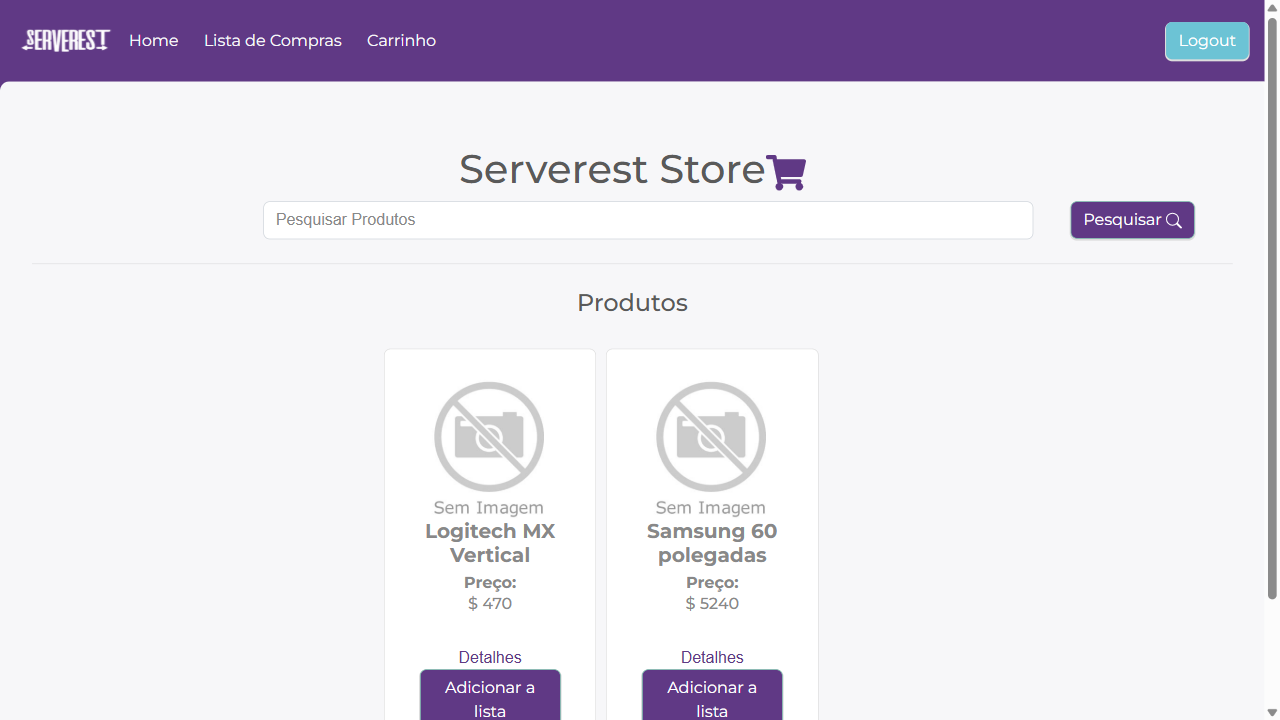 SERVEREST Home Lista de Compras Carrinho Logout
Serverest Store
Pesquisar Produtos Pesquisar
Produtos
Sem Imagem
Logitech MX
Vertical
Preço:
$ 470
Detalhes
Adicionar a
lista
Sem Imagem
Samsung 60
polegadas
Preço:
$ 5240
Detalhes
Adicionar a
lista